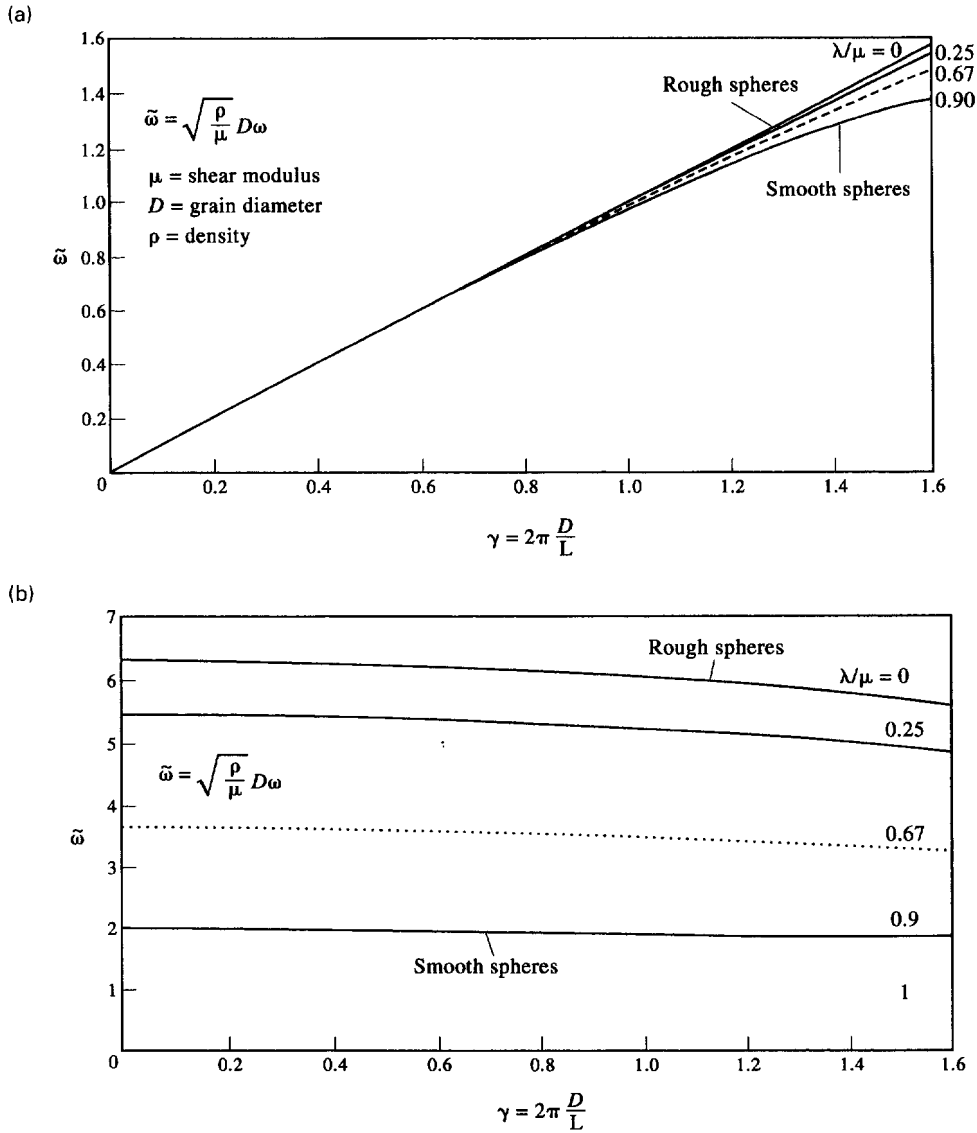 (a)
1.6
1.4
1.2
1.0
0.8
0.6
0.4
0.2
0
ω̃
ω̃ = √(ρ/μ) Dω
μ = shear modulus
D = grain diameter
ρ = density
λ/μ = 0
0.25
0.67
0.90
Rough spheres
Smooth spheres
0.2 0.4 0.6 0.8 1.0 1.2 1.4 1.6
γ = 2π D/L
(b)
7
6
5
4
3
2
1
ω̃
Rough spheres
λ/μ = 0
0.25
ω̃ = √(ρ/μ) Dω
0.67
0.9
Smooth spheres
1
0 0.2 0.4 0.6 0.8 1.0 1.2 1.4 1.6
γ = 2π D/L